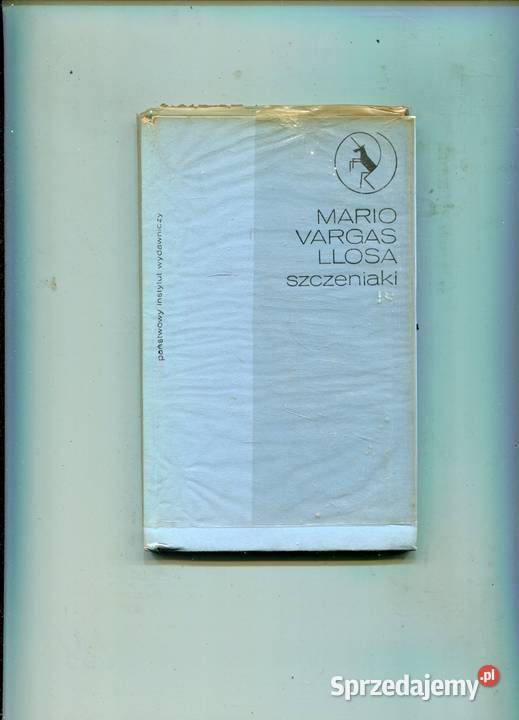 MARIO
VARGAS
LLOSA
szczeniaki
państwowy instytut wydawniczy
Sprzedajemy.pl